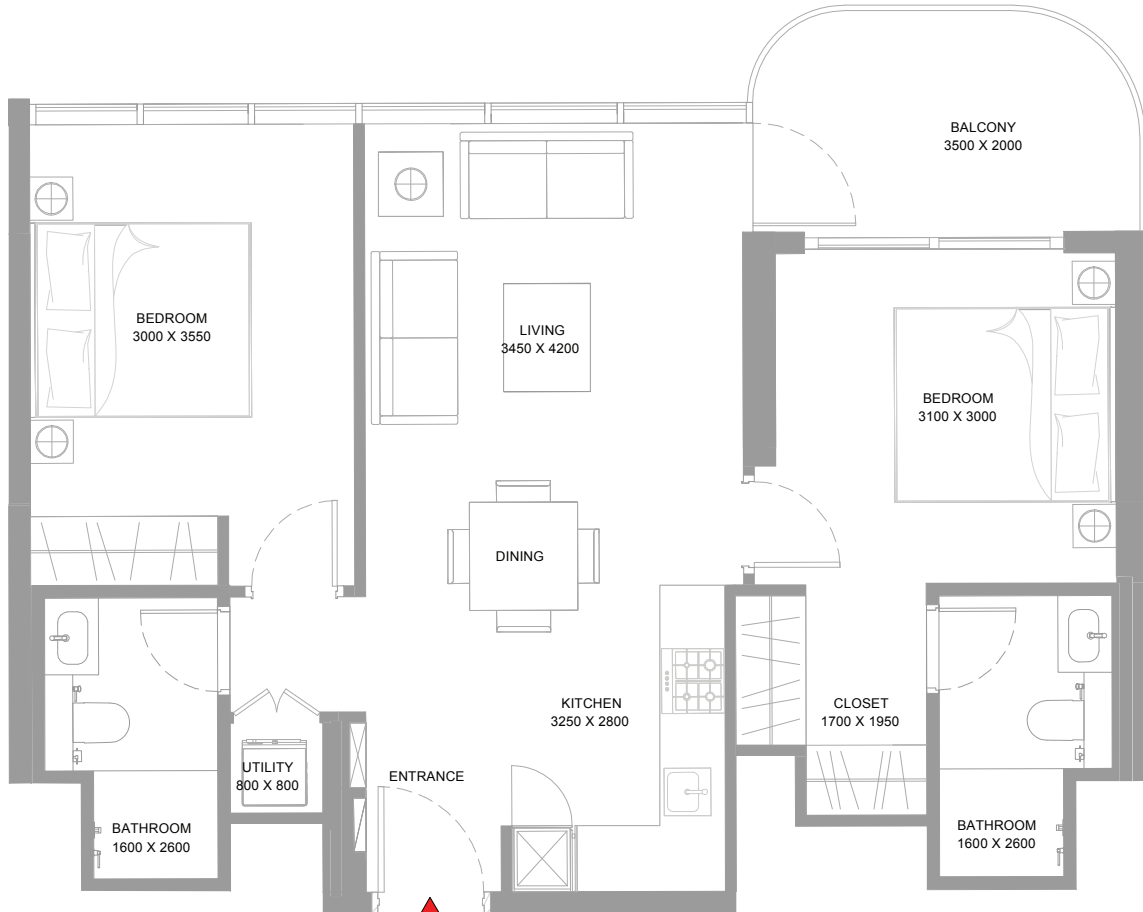 BALCONY
3500 X 2000
BEDROOM
3000 X 3550
LIVING
3450 X 4200
BEDROOM
3100 X 3000
DINING
KITCHEN
3250 X 2800
CLOSET
1700 X 1950
UTILITY
800 X 800
ENTRANCE
BATHROOM
1600 X 2600
BATHROOM
1600 X 2600